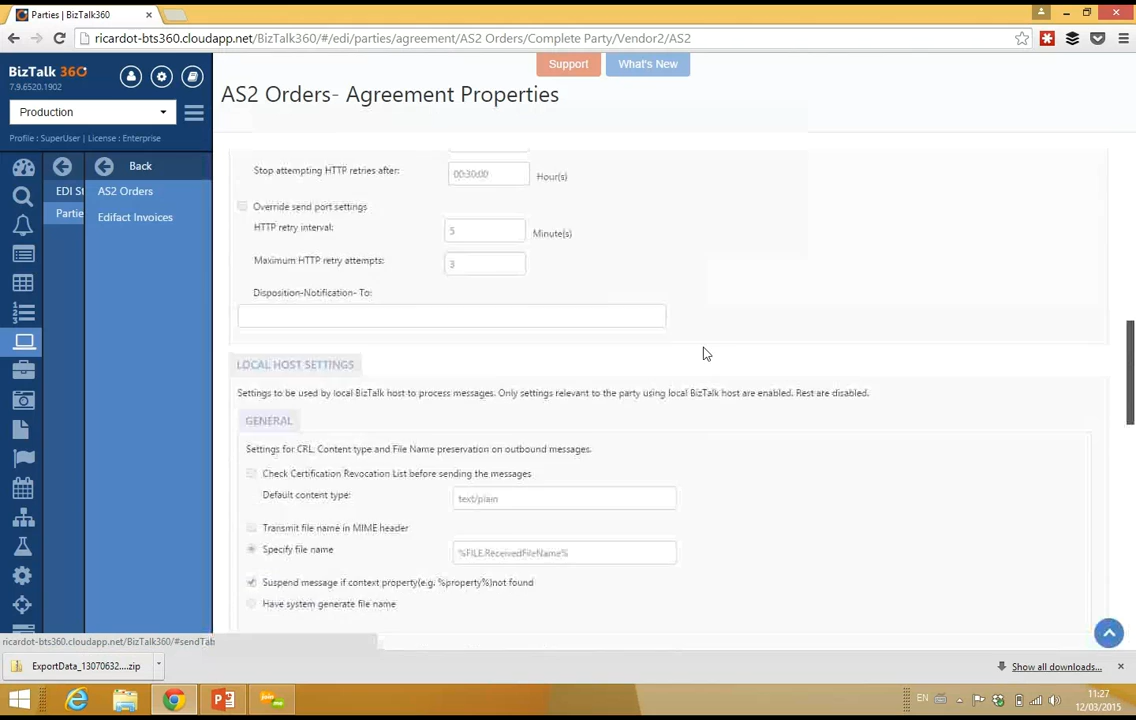 Parties | BizTalk360
ricardot-bts360.cloudapp.net/BizTalk360/#/edi/parties/agreement/AS2 Orders/Complete Party/Vendor2/AS2
BizTalk 360
7.9.6520.1902
Support
What's New
Production
Profile : SuperUser | License : Enterprise
AS2 Orders- Agreement Properties
Back
EDI St
AS2 Orders
Partie
Edifact Invoices
Stop attempting HTTP retries after:
00:30:00
Hour(s)
Override send port settings
HTTP retry interval:
5
Minute(s)
Maximum HTTP retry attempts:
3
Disposition-Notification- To:
LOCAL HOST SETTINGS
Settings to be used by local BizTalk host to process messages. Only settings relevant to the party using local BizTalk host are enabled. Rest are disabled.
GENERAL
Settings for CRL, Content type and File Name preservation on outbound messages.
Check Certification Revocation List before sending the messages
Default content type:
text/plain
Transmit file name in MIME header
Specify file name
%FILE.ReceivedFileName%
Suspend message if context property(e.g. %property%)not found
Have system generate file name
ricardot-bts360.cloudapp.net/BizTalk360/#sendTab
ExportData_13070632....zip
Show all downloads...
EN
11:27
12/03/2015